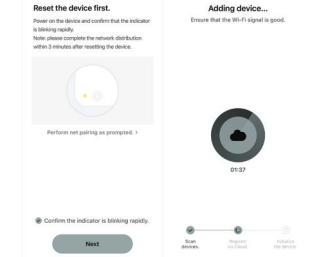 Reset the device first.
Power on the device and confirm that the indicator
is blinking rapidly.
Note: please complete the network distribution
within 3 minutes after resetting the device.
Perform net pairing as prompted. >
Confirm the indicator is blinking rapidly.
Next
Adding device...
Ensure that the Wi-Fi signal is good.
01:37
Scan
devices.
Register
on Cloud.
Initialize
the device.